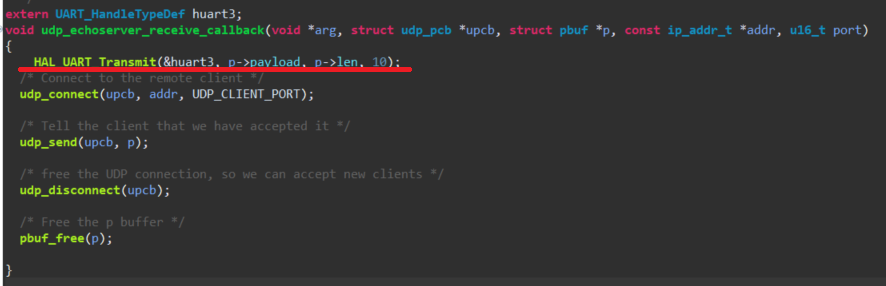 extern UART_HandleTypeDef huart3;
void udp_echoserver_receive_callback(void *arg, struct udp_pcb *upcb, struct pbuf *p, const ip_addr_t *addr, u16_t port)
{
HAL_UART_Transmit(&huart3, p->payload, p->len, 10);
/* Connect to the remote client */
udp_connect(upcb, addr, UDP_CLIENT_PORT);
/* Tell the client that we have accepted it */
udp_send(upcb, p);
/* free the UDP connection, so we can accept new clients */
udp_disconnect(upcb);
/* Free the p buffer */
pbuf_free(p);
}